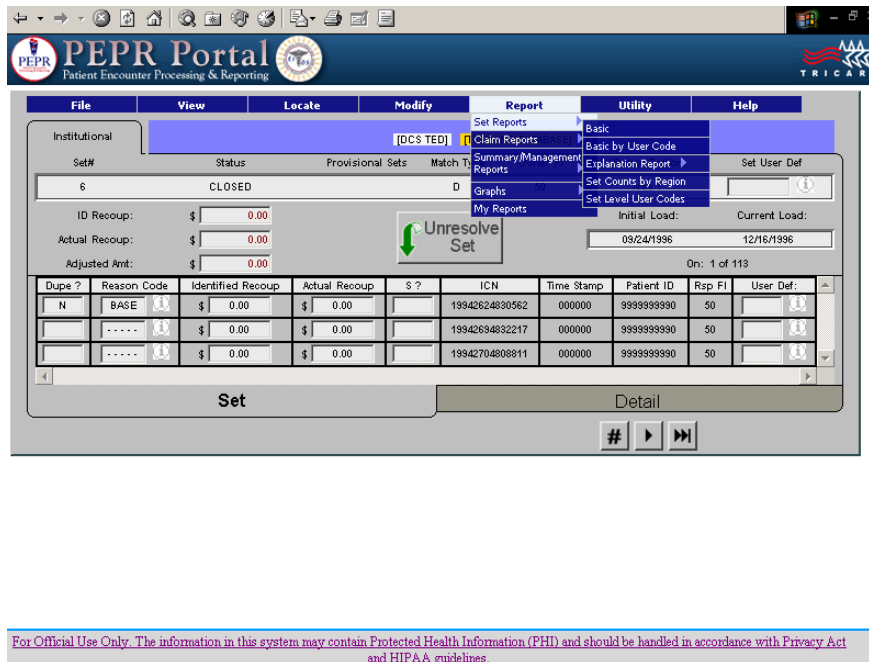 PEPR
PEPR Portal
Patient Encounter Processing & Reporting
TRICAR
File View Locate Modify Report Utility Help
Institutional
[DCS TED]
Set Reports
Claim Reports
Summary/Management Reports
Graphs
My Reports
Basic
Basic by User Code
Explanation Report
Set Counts by Region
Set Level User Codes
Set# Status Provisional Sets Match Set User Def
6 CLOSED D 50
ID Recoup: $ 0.00
Actual Recoup: $ 0.00
Adjusted Amt: $ 0.00
Unresolve
Set
Initial Load: Current Load:
09/24/1996 12/16/1996
On: 1 of 113
Dupe ? Reason Code Identified Recoup Actual Recoup S ? ICN Time Stamp Patient ID Rsp FI User Def:
N BASE $ 0.00 $ 0.00 19942624830562 000000 9999999990 50
- - - - - $ 0.00 $ 0.00 19942694832217 000000 9999999990 50
- - - - - $ 0.00 $ 0.00 19942704808811 000000 9999999990 50
Set Detail
#
For Official Use Only. The information in this system may contain Protected Health Information (PHI) and should be handled in accordance with Privacy Act
and HIPAA guidelines.